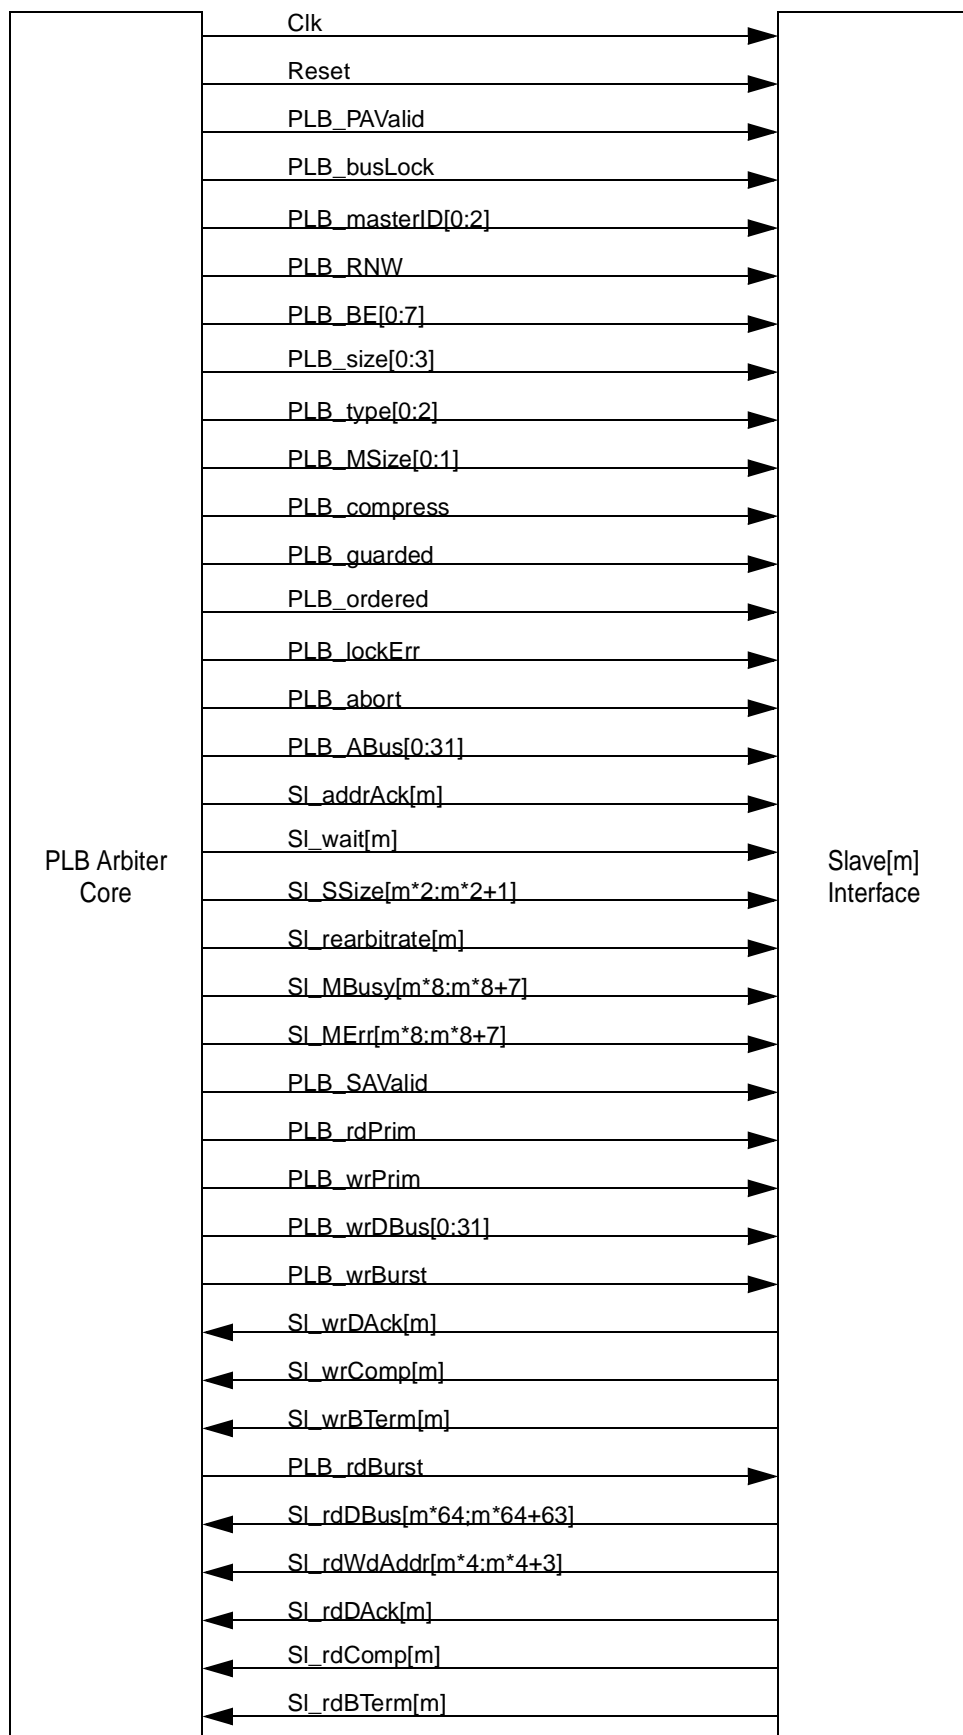 Clk
Reset
PLB_PAValid
PLB_busLock
PLB_masterID[0:2]
PLB_RNW
PLB_BE[0:7]
PLB_size[0:3]
PLB_type[0:2]
PLB_MSize[0:1]
PLB_compress
PLB_guarded
PLB_ordered
PLB_lockErr
PLB_abort
PLB_ABus[0:31]
Sl_addrAck[m]
Sl_wait[m]
PLB Arbiter
Core
Slave[m]
Interface
Sl_SSize[m*2:m*2+1]
Sl_rearbitrate[m]
Sl_MBusy[m*8:m*8+7]
Sl_MErr[m*8:m*8+7]
PLB_SAValid
PLB_rdPrim
PLB_wrPrim
PLB_wrDBus[0:31]
PLB_wrBurst
Sl_wrDAck[m]
Sl_wrComp[m]
Sl_wrBTerm[m]
PLB_rdBurst
Sl_rdDBus[m*64;m*64+63]
Sl_rdWdAddr[m*4:m*4+3]
Sl_rdDAck[m]
Sl_rdComp[m]
Sl_rdBTerm[m]